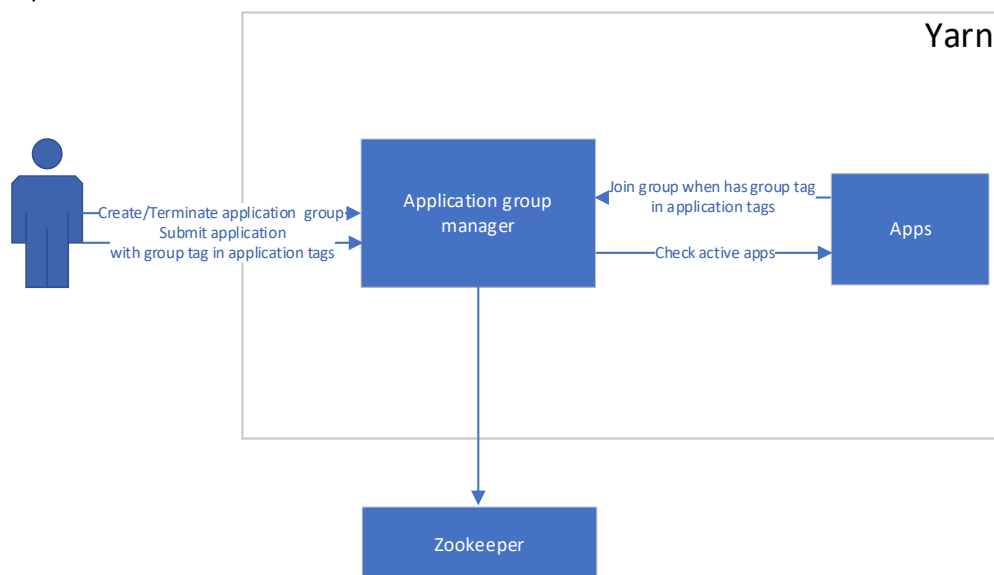 Yarn
Create/Terminate application group
Submit application
with group tag in application tags
Application group
manager
Join group when has group tag
in application tags
Check active apps
Apps
Zookeeper